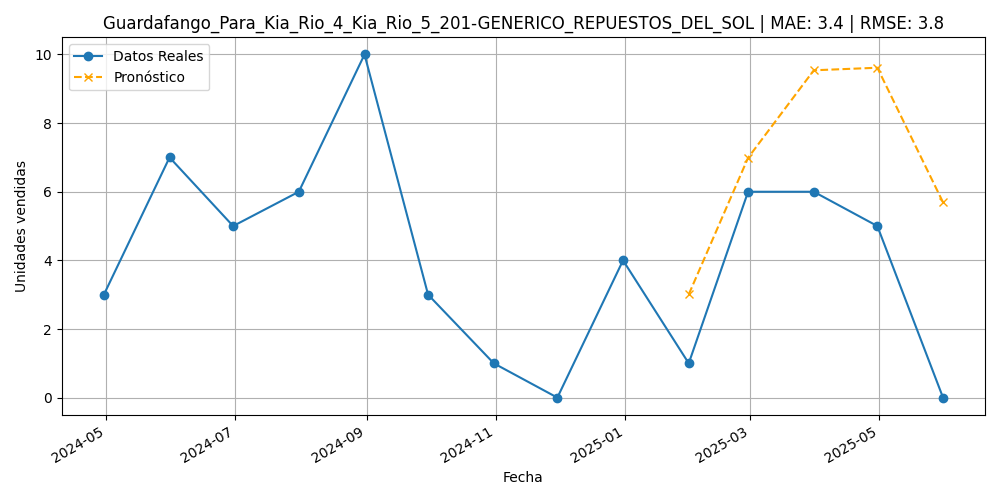 Guardafango_Para_Kia_Rio_4_Kia_Rio_5_201-GENERICO_REPUESTOS_DEL_SOL | MAE: 3.4 | RMSE: 3.8
Datos Reales
Pronóstico
Unidades vendidas
10
8
6
4
2
0
2024-05
2024-07
2024-09
2024-11
2025-01
2025-03
2025-05
Fecha